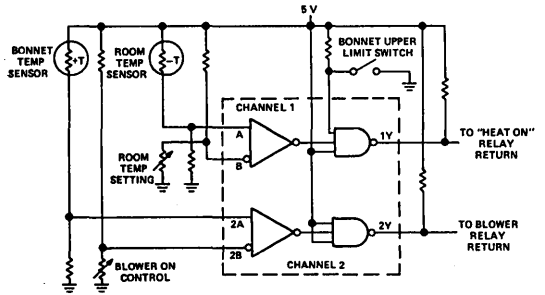 5 V
BONNET
TEMP
SENSOR
+T
ROOM
TEMP
SENSOR
-T
BONNET UPPER
LIMIT SWITCH
CHANNEL 1
A
B
1Y
TO "HEAT ON"
RELAY
RETURN
ROOM
TEMP
SETTING
2A
2B
2Y
TO BLOWER
RELAY
RETURN
BLOWER ON
CONTROL
CHANNEL 2